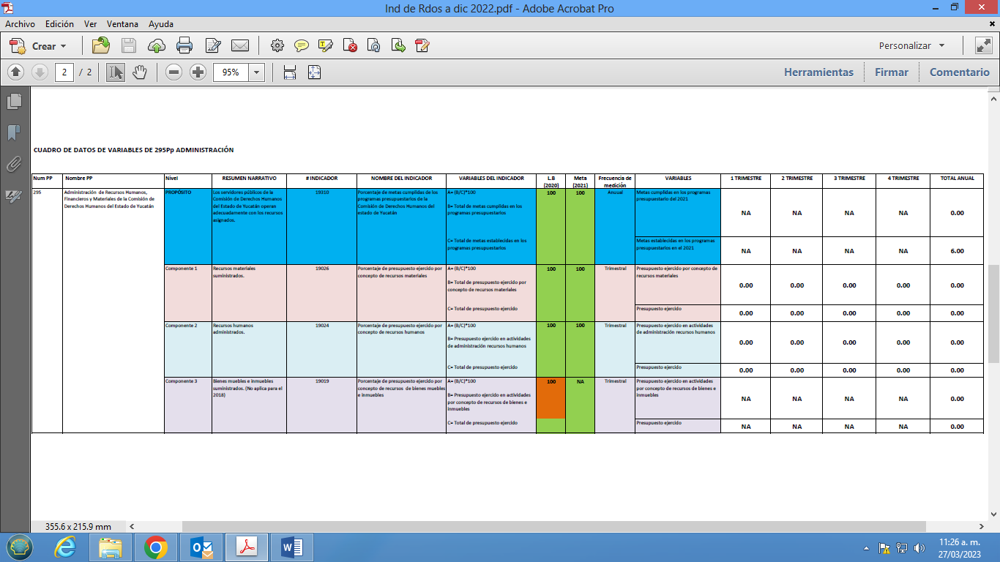 Ind de Rdos a dic 2022.pdf - Adobe Acrobat Pro
Archivo Edición Ver Ventana Ayuda
Crear
Personalizar
2 / 2
95%
Herramientas Firmar Comentario
CUADRO DE DATOS DE VARIABLES DE 295Pp ADMINISTRACIÓN
Num PP Nombre PP Nivel RESUMEN NARRATIVO # INDICADOR NOMBRE DEL INDICADOR VARIABLES DEL INDICADOR L.B (2020) Meta (2021) Frecuencia de medición VARIABLES 1 TRIMESTRE 2 TRIMESTRE 3 TRIMESTRE 4 TRIMESTRE TOTAL ANUAL
295
Administración de Recursos Humanos,
Financieros y Materiales de la Comisión de
Derechos Humanos del Estado de Yucatán
PROPÓSITO
Los servidores públicos de la
Comisión de Derechos Humanos
del Estado de Yucatán operan
adecuadamente con los recursos
asignados.
19310
Porcentaje de metas cumplidas de los
programas presupuestarios de la
Comisión de Derechos Humanos del
estado de Yucatán
A= (B/C)*100
B= Total de metas cumplidas en los
programas presupuestarios
C= Total de metas establecidas en los
programas presupuestarios
100 100 Anuual
Metas cumplidas en los programas
presupuestario del 2021
NA NA NA NA 0.00
Metas establecidas en los programas
presupuestarios en el 2021
NA NA NA NA 6.00
Componente 1
Recursos materiales
suministrados.
19026
Porcentaje de presupuesto ejercido por
concepto de recursos materiales
A= (B/C)*100
B= Total de presupuesto ejercido por
concepto de recursos materiales
C= Total de presupuesto ejercido
100 100 Trimestral
Presupuesto ejercido por concepto de
recursos materiales
0.00 0.00 0.00 0.00 0.00
Presupuesto ejercido
0.00 0.00 0.00 0.00 0.00
Componente 2
Recursos humanos
administrados.
19024
Porcentaje de presupuesto ejercido por
concepto de recursos humanos
A= (B/C)*100
B= Presupuesto ejercido en actividades
de administración recursos humanos
C= Total de presupuesto ejercido
100 100 Trimestral
Presupuesto ejercido en actividades
de administración recursos humanos
0.00 0.00 0.00 0.00 0.00
Presupuesto ejercido
0.00 0.00 0.00 0.00 0.00
Componente 3
Bienes muebles e inmuebles
suministrados. (No aplica para el
2018)
19019
Porcentaje de presupuesto ejercido por
concepto de recursos de bienes muebles
e inmuebles
A= (B/C)*100
B= Presupuesto ejercido en actividades
por concepto de recursos de bienes e
inmuebles
C= Total de presupuesto ejercido
100 NA Trimestral
Presupuesto ejercido en actividades
por concepto de recursos de bienes e
inmuebles
NA NA NA NA 0.00
Presupuesto ejercido
NA NA NA NA 0.00
355.6 x 215.9 mm
11:26 a. m.
27/03/2023